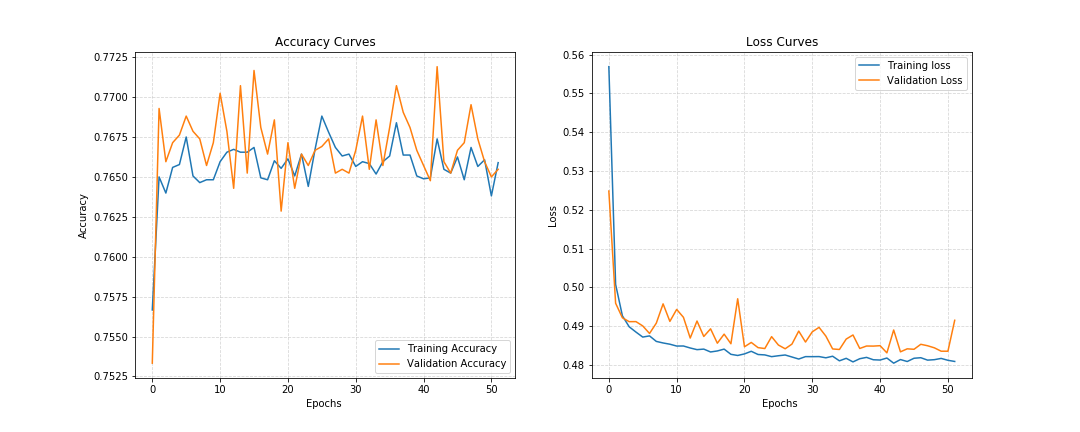 Accuracy Curves
Accuracy
0.7725
0.7700
0.7675
0.7650
0.7625
0.7600
0.7575
0.7550
0.7525
0 10 20 30 40 50
Epochs
Training Accuracy
Validation Accuracy
Loss Curves
Loss
0.56
0.55
0.54
0.53
0.52
0.51
0.50
0.49
0.48
0 10 20 30 40 50
Epochs
Training loss
Validation Loss